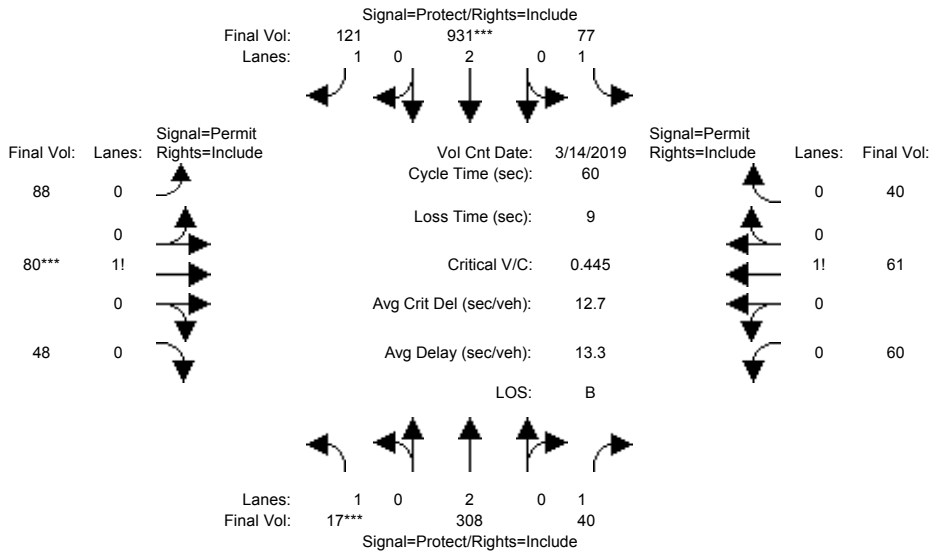 Signal=Protect/Rights=Include
Final Vol: 121 931*** 77
Lanes: 1 0 2 0 1
Signal=Permit Signal=Permit
Final Vol: Lanes: Rights=Include Vol Cnt Date: 3/14/2019 Rights=Include Lanes: Final Vol:
Cycle Time (sec): 60
88 0 0 40
Loss Time (sec): 9
0 0
80*** 1! Critical V/C: 0.445 1! 61
0 Avg Crit Del (sec/veh): 12.7 0
48 0 Avg Delay (sec/veh): 13.3 0 60
LOS: B
Lanes: 1 0 2 0 1
Final Vol: 17*** 308 40
Signal=Protect/Rights=Include